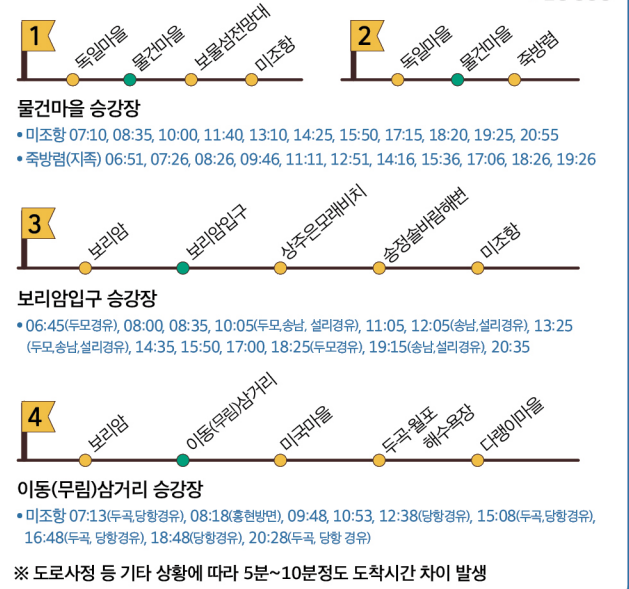 1
독일마을
물건마을
보물섬전망대
미조항
2
독일마을
물건마을
죽방렴
물건마을 승강장
• 미조항 07:10, 08:35, 10:00, 11:40, 13:10, 14:25, 15:50, 17:15, 18:20, 19:25, 20:55
• 죽방렴(지족) 06:51, 07:26, 08:26, 09:46, 11:11, 12:51, 14:16, 15:36, 17:06, 18:26, 19:26
3
보리암
보리암입구
상주은모래비치
송정솔바람해변
미조항
보리암입구 승강장
• 06:45(두모경유), 08:00, 08:35, 10:05(두모,송남, 설리경유), 11:05, 12:05(송남,설리경유), 13:25
(두모,송남,설리경유), 14:35, 15:50, 17:00, 18:25(두모경유), 19:15(송남,설리경유), 20:35
4
보리암
이동(무림)삼거리
미국마을
두곡·월포
해수욕장
다랭이마을
이동(무림)삼거리 승강장
• 미조항 07:13(두곡,당항경유), 08:18(홍현방면), 09:48, 10:53, 12:38(당항경유), 15:08(두곡,당항경유),
16:48(두곡, 당항경유), 18:48(당항경유), 20:28(두곡, 당항 경유)
※ 도로사정 등 기타 상황에 따라 5분~10분정도 도착시간 차이 발생